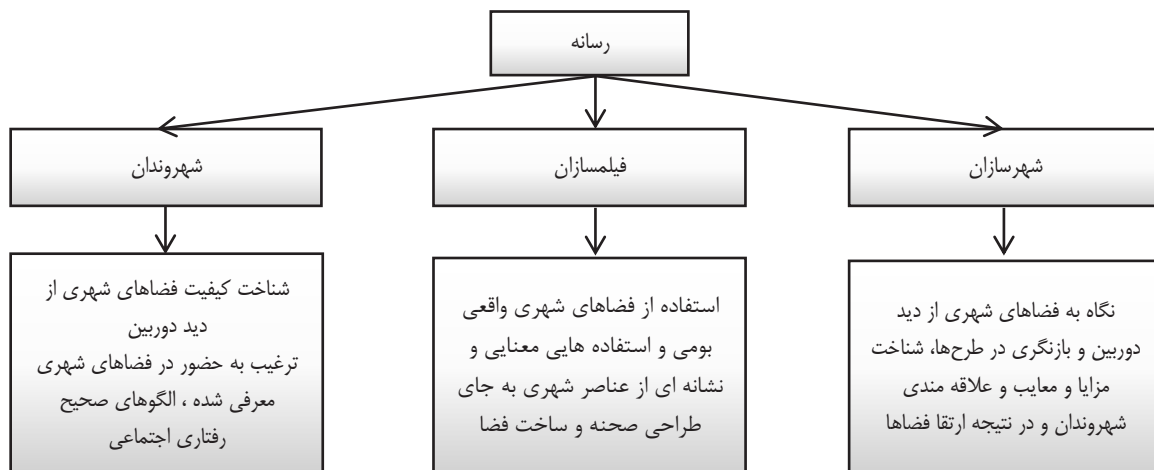 رسانه
شهرسازان
فیلمسازان
شهروندان
نگاه به فضاهای شهری از دید
دوربین و بازنگری در طرح‌ها، شناخت
مزایا و معایب و علاقه مندی
شهروندان و در نتیجه ارتقا فضاها
استفاده از فضاهای شهری واقعی
بومی و استفاده هایی معنایی و
نشانه ای از عناصر شهری به جای
طراحی صحنه و ساخت فضا
شناخت کیفیت فضاهای شهری از
دید دوربین
ترغیب به حضور در فضاهای شهری
معرفی شده ، الگوهای صحیح
رفتاری اجتماعی